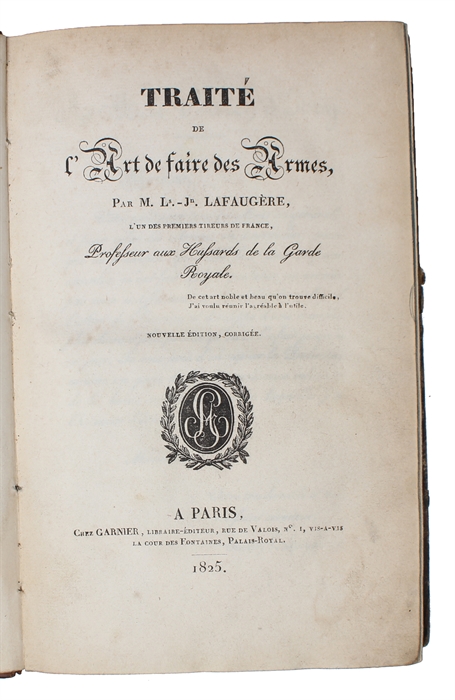 TRAITÉ
DE
L'Art de faire des Armes,
PAR M. Ls.-Jn. LAFAUGÈRE,
L'UN DES PREMIERS TIREURS DE FRANCE,
Professeur aux Hussards de la Garde
Royale.
De cet art noble et beau qu'on trouve difficile,
J'ai voulu réunir l'agréable à l'utile.
NOUVELLE ÉDITION, CORRIGÉE.
A PARIS,
CHEZ GARNIER, LIBRAIRE-ÉDITEUR, RUE DE VALOIS, No. 1, VIS-A-VIS
LA COUR DES FONTAINES, PALAIS-ROYAL.
1825.